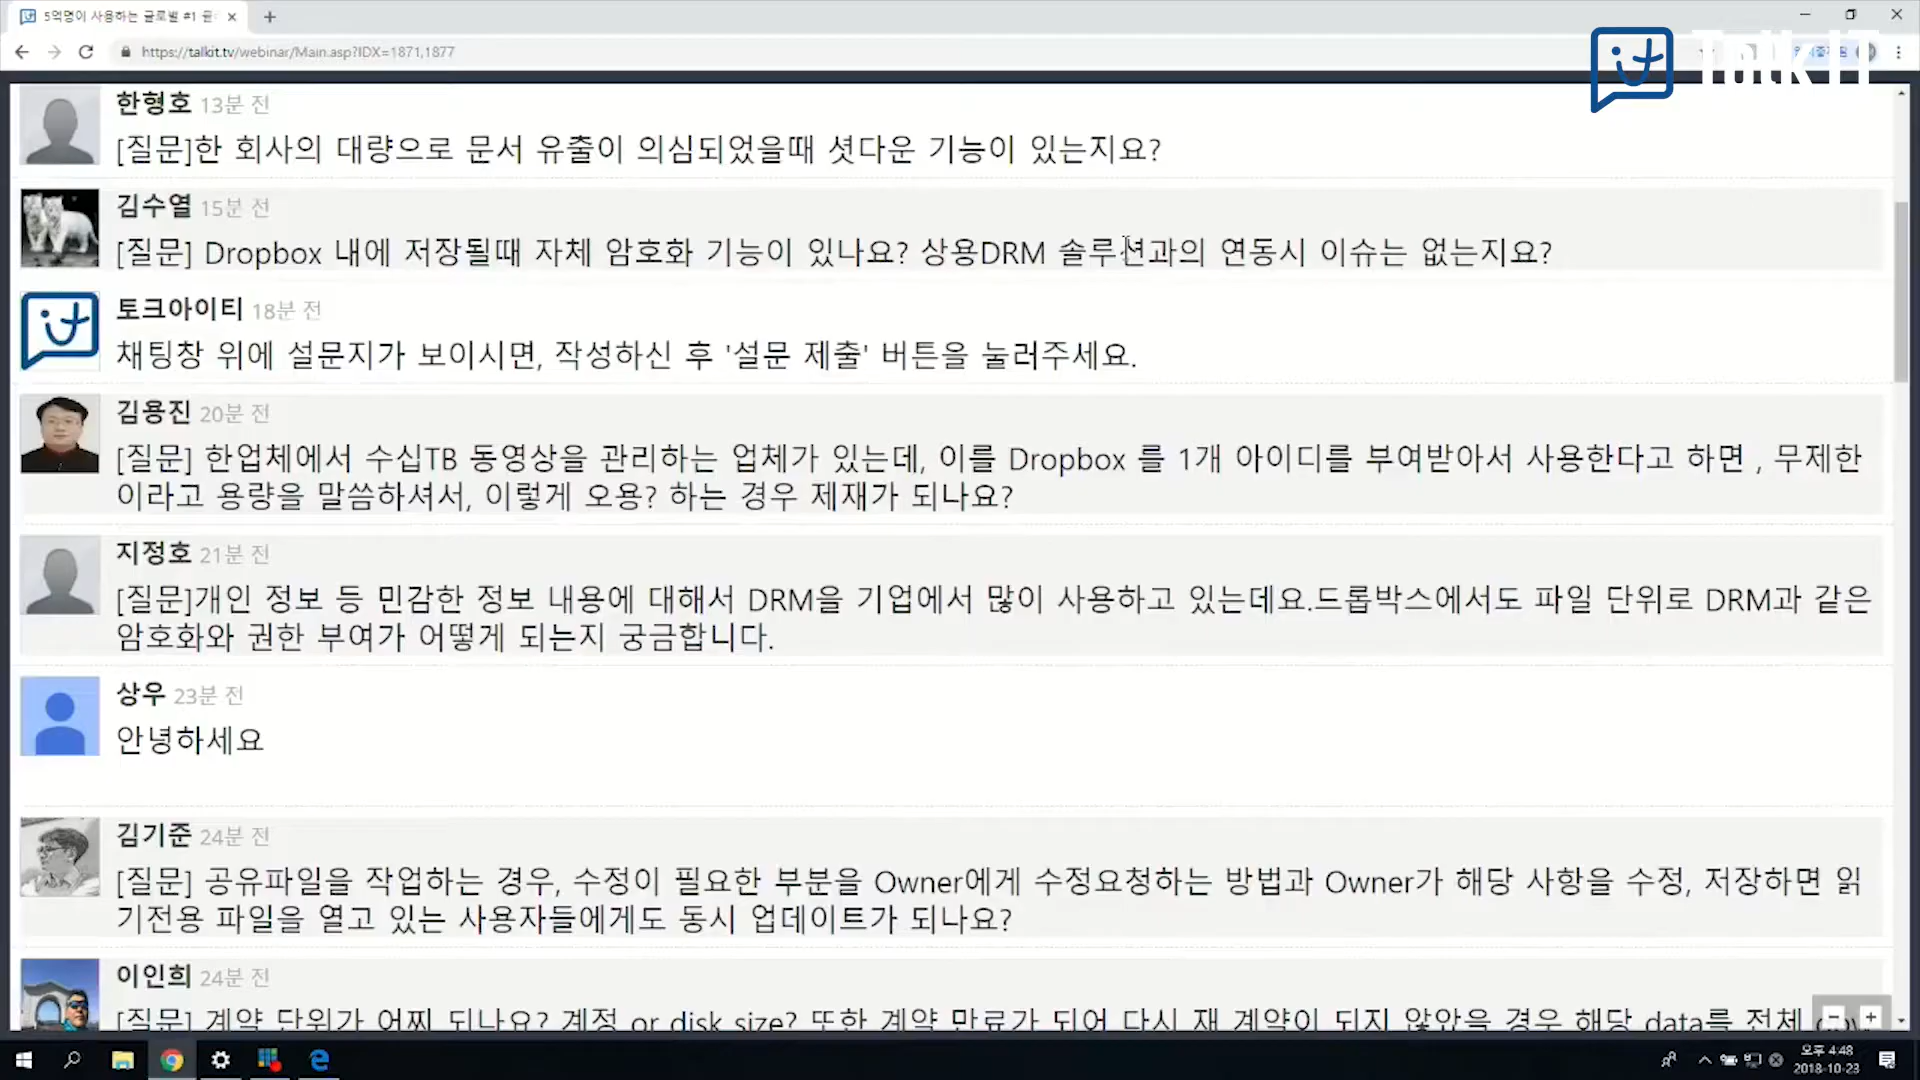 5억명이 사용하는 글로벌 #1 클
https://talkit.tv/webinar/Main.asp?IDX=1871,1877
TalkIT
한형호 13분 전
[질문]한 회사의 대량으로 문서 유출이 의심되었을때 셧다운 기능이 있는지요?
김수열 15분 전
[질문] Dropbox 내에 저장될때 자체 암호화 기능이 있나요? 상용DRM 솔루션과의 연동시 이슈는 없는지요?
토크아이티 18분 전
채팅창 위에 설문지가 보이시면, 작성하신 후 '설문 제출' 버튼을 눌러주세요.
김용진 20분 전
[질문] 한업체에서 수십TB 동영상을 관리하는 업체가 있는데, 이를 Dropbox 를 1개 아이디를 부여받아서 사용한다고 하면 , 무제한
이라고 용량을 말씀하셔서, 이렇게 오용? 하는 경우 제재가 되나요?
지정호 21분 전
[질문]개인 정보 등 민감한 정보 내용에 대해서 DRM을 기업에서 많이 사용하고 있는데요.드롭박스에서도 파일 단위로 DRM과 같은
암호화와 권한 부여가 어떻게 되는지 궁금합니다.
상우 23분 전
안녕하세요
김기준 24분 전
[질문] 공유파일을 작업하는 경우, 수정이 필요한 부분을 Owner에게 수정요청하는 방법과 Owner가 해당 사항을 수정, 저장하면 읽
기전용 파일을 열고 있는 사용자들에게도 동시 업데이트가 되나요?
이인희 24분 전
[질문] 계약 단위가 어찌 되나요? 계정 or disk size? 또한 계약 만료가 되어 다시 재 계약이 되지 않았을 경우 해당 data를 전체
오후 4:48
2018-10-23